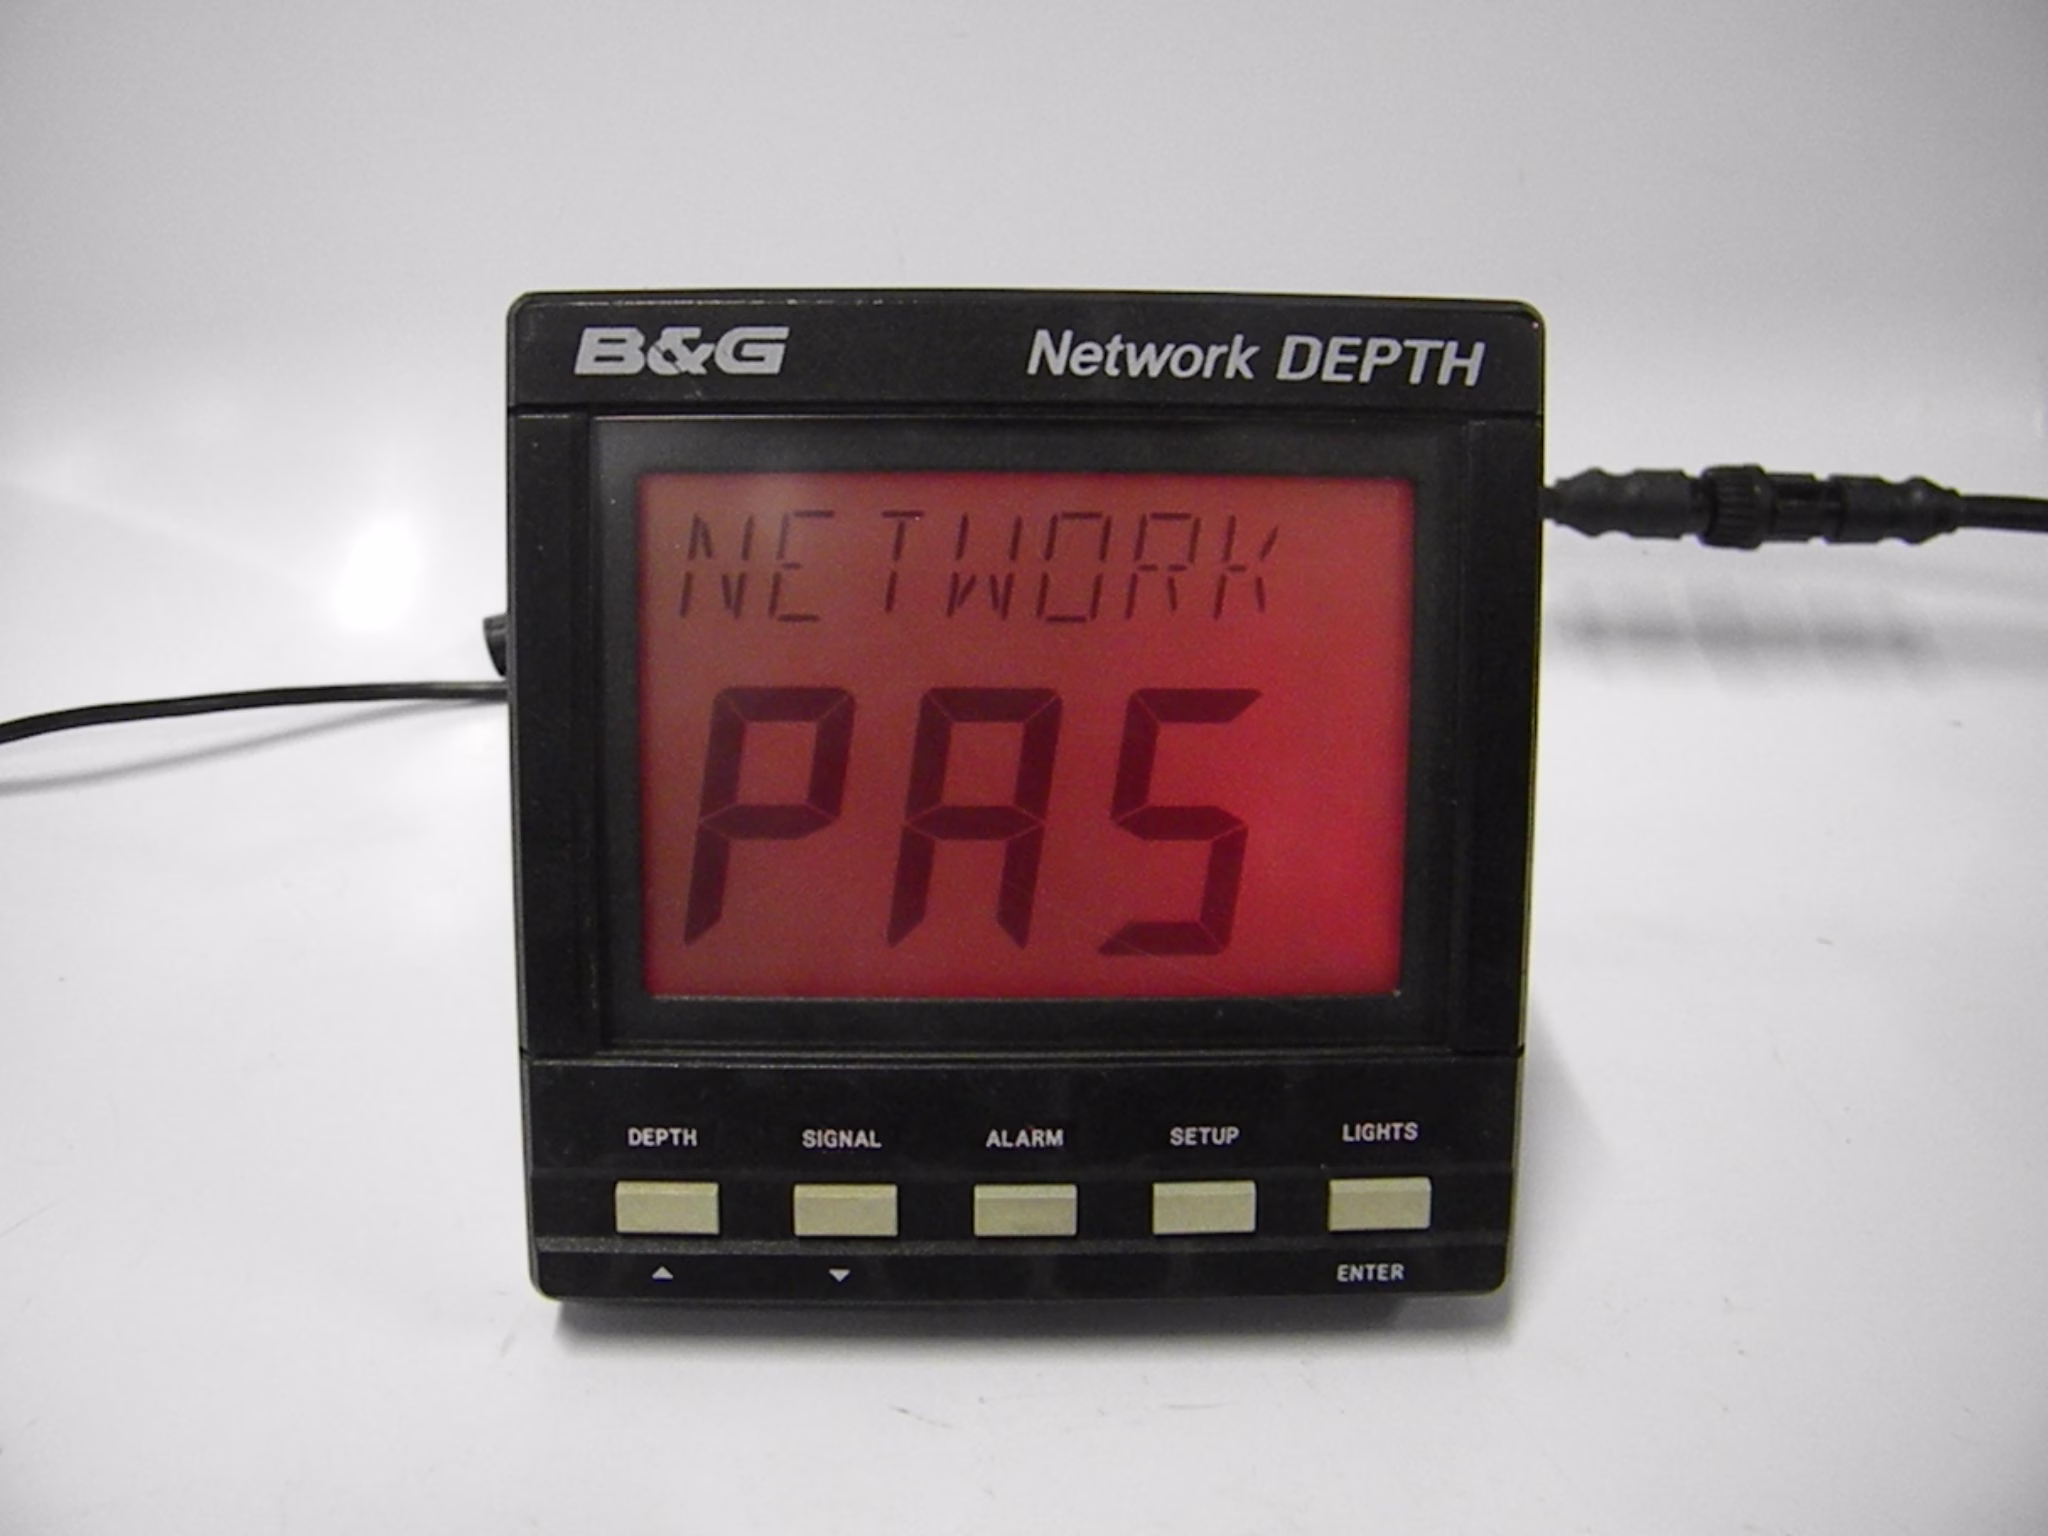 B&G Network DEPTH
NETWORK
PAS
DEPTH SIGNAL ALARM SETUP LIGHTS
ENTER